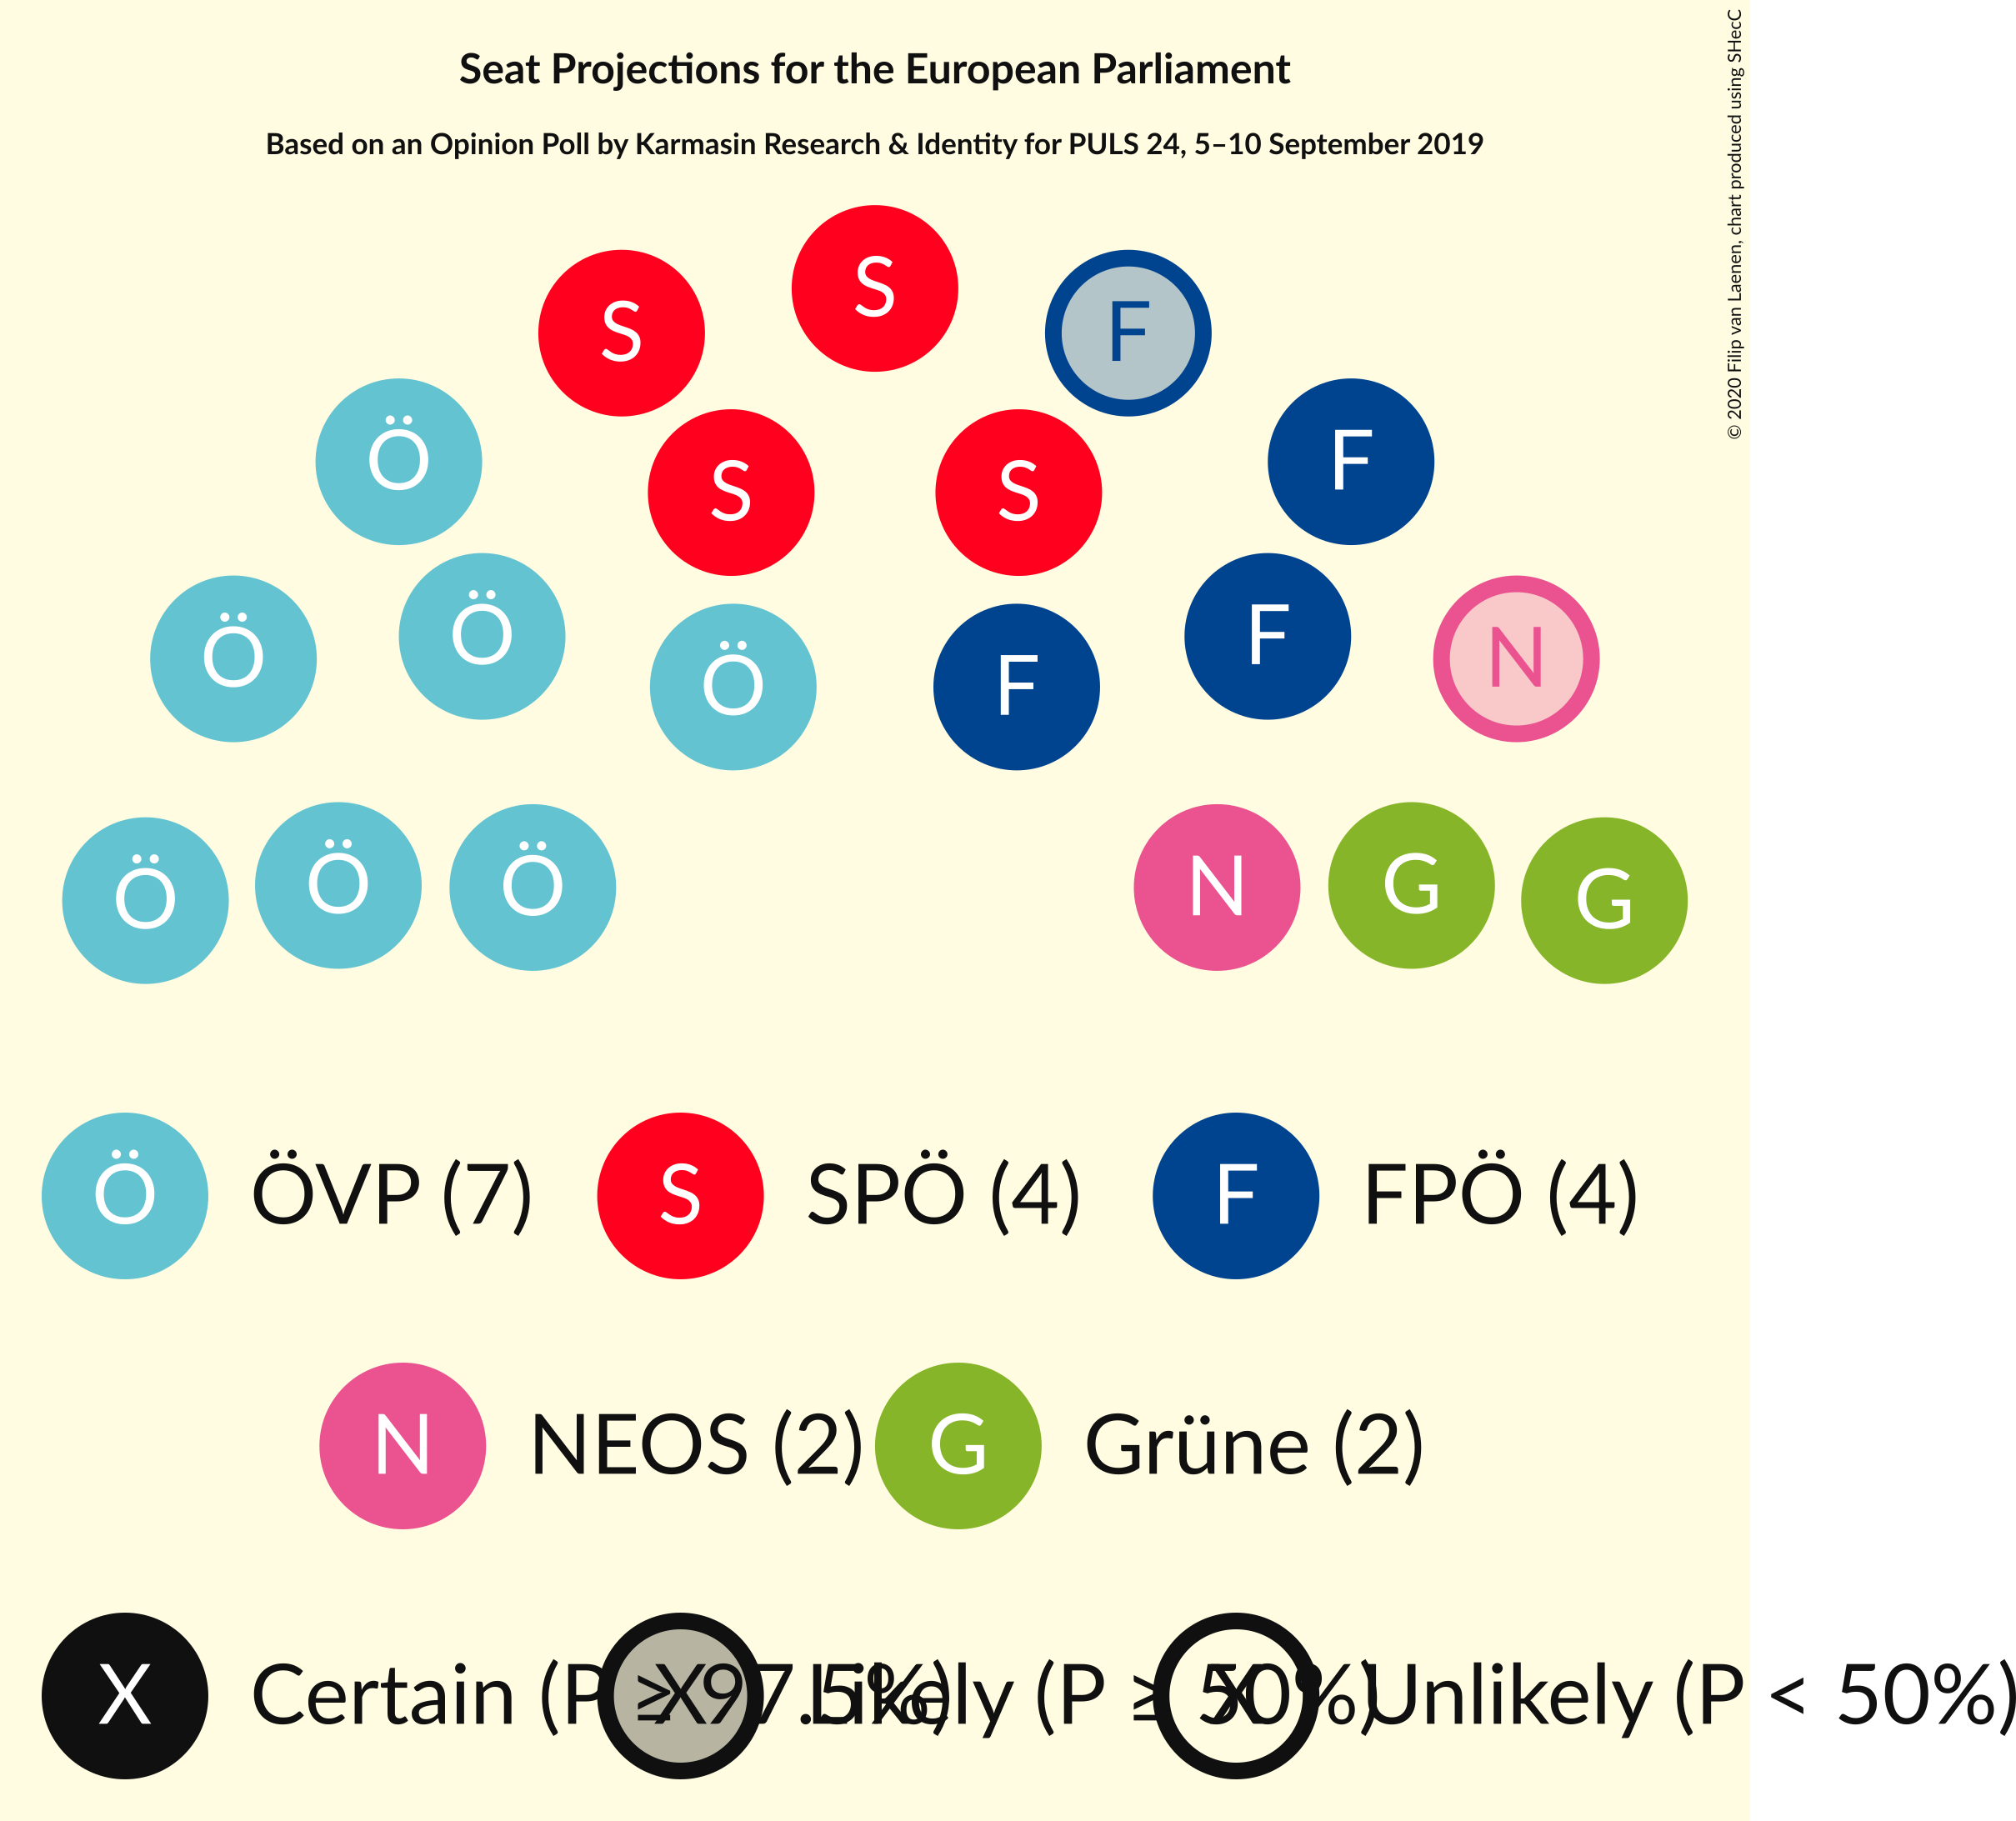 Seat Projections for the European Parliament
Based on an Opinion Poll by Karmasin Research & Identity for PULS 24, 5–10 September 2019
© 2020 Filip van Laenen, chart produced using SHecC
S
S
F
Ö
S
S
F
Ö
Ö
Ö
F
F
N
Ö
Ö
Ö
N
G
G
Ö ÖVP (7) S SPÖ (4) F FPÖ (4)
N NEOS (2) G Grüne (2)
X Certain (P ≥ 97.5%) X Likely (P ≥ 50%) X Unlikely (P < 50%)